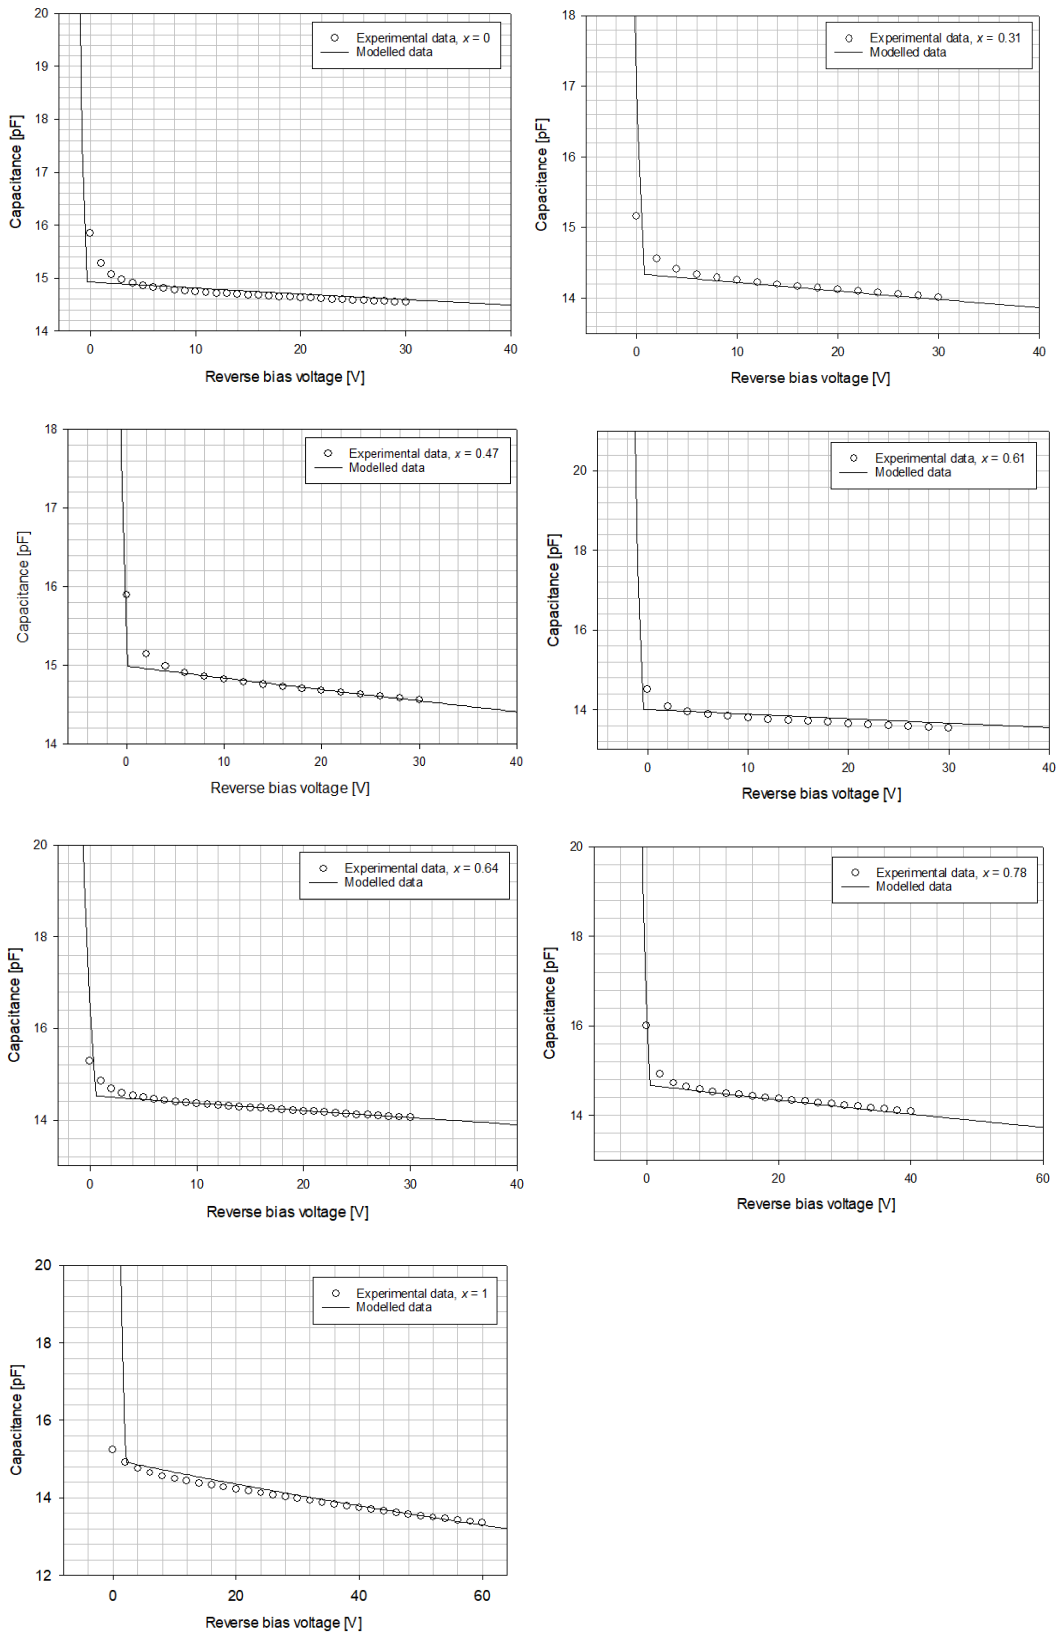 20
19
18
17
16
15
14
Capacitance [pF]
Experimental data, x = 0
Modelled data
0 10 20 30 40
Reverse bias voltage [V]
18
17
16
15
14
Capacitance [pF]
Experimental data, x = 0.31
Modelled data
0 10 20 30 40
Reverse bias voltage [V]
18
17
16
15
14
Capacitance [pF]
Experimental data, x = 0.47
Modelled data
0 10 20 30 40
Reverse bias voltage [V]
20
18
16
14
Capacitance [pF]
Experimental data, x = 0.61
Modelled data
0 10 20 30 40
Reverse bias voltage [V]
20
18
16
14
Capacitance [pF]
Experimental data, x = 0.64
Modelled data
0 10 20 30 40
Reverse bias voltage [V]
20
18
16
14
Capacitance [pF]
Experimental data, x = 0.78
Modelled data
0 20 40 60
Reverse bias voltage [V]
20
18
16
14
12
Capacitance [pF]
Experimental data, x = 1
Modelled data
0 20 40 60
Reverse bias voltage [V]